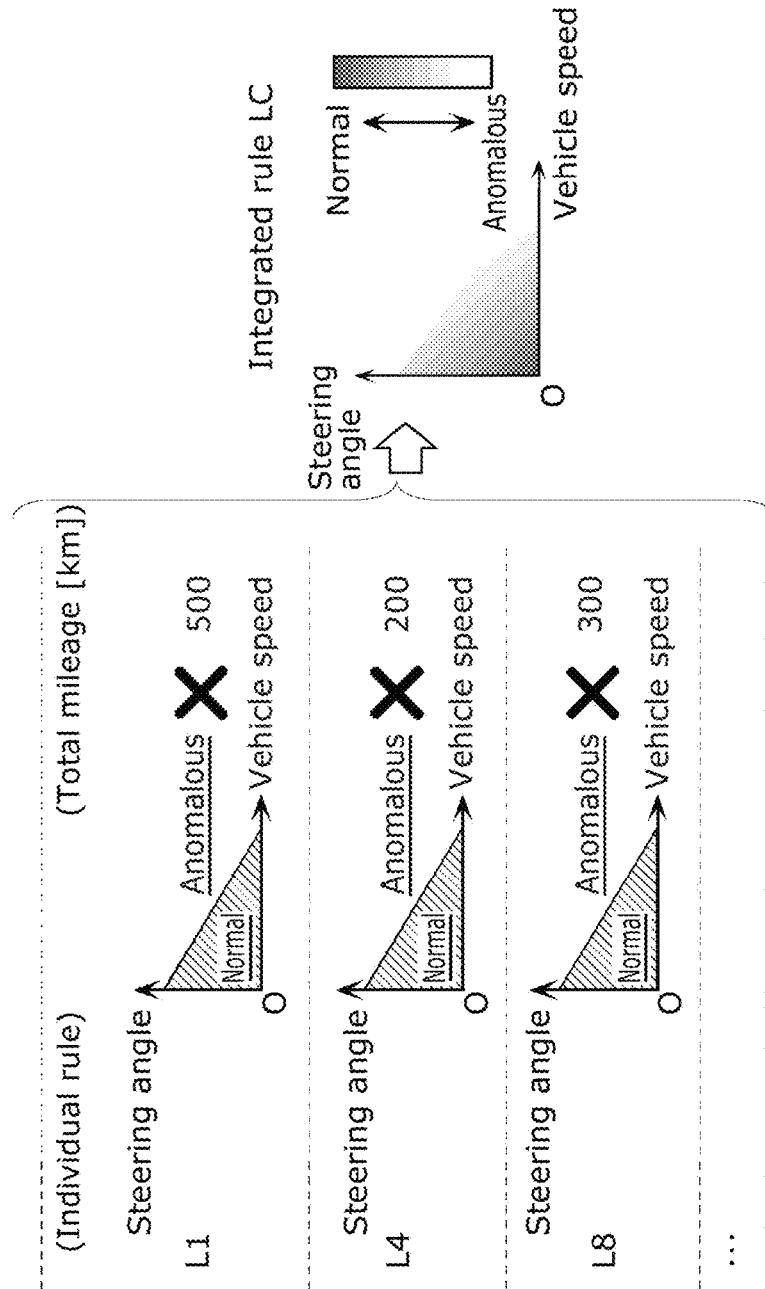 (Individual rule)
(Total mileage [km])
L1
Steering angle
Normal
Anomalous
500
O
Vehicle speed
L4
Steering angle
Normal
Anomalous
200
O
Vehicle speed
L8
Steering angle
Normal
Anomalous
300
O
Vehicle speed
...
Integrated rule LC
Steering
angle
Normal
Anomalous
O
Vehicle speed